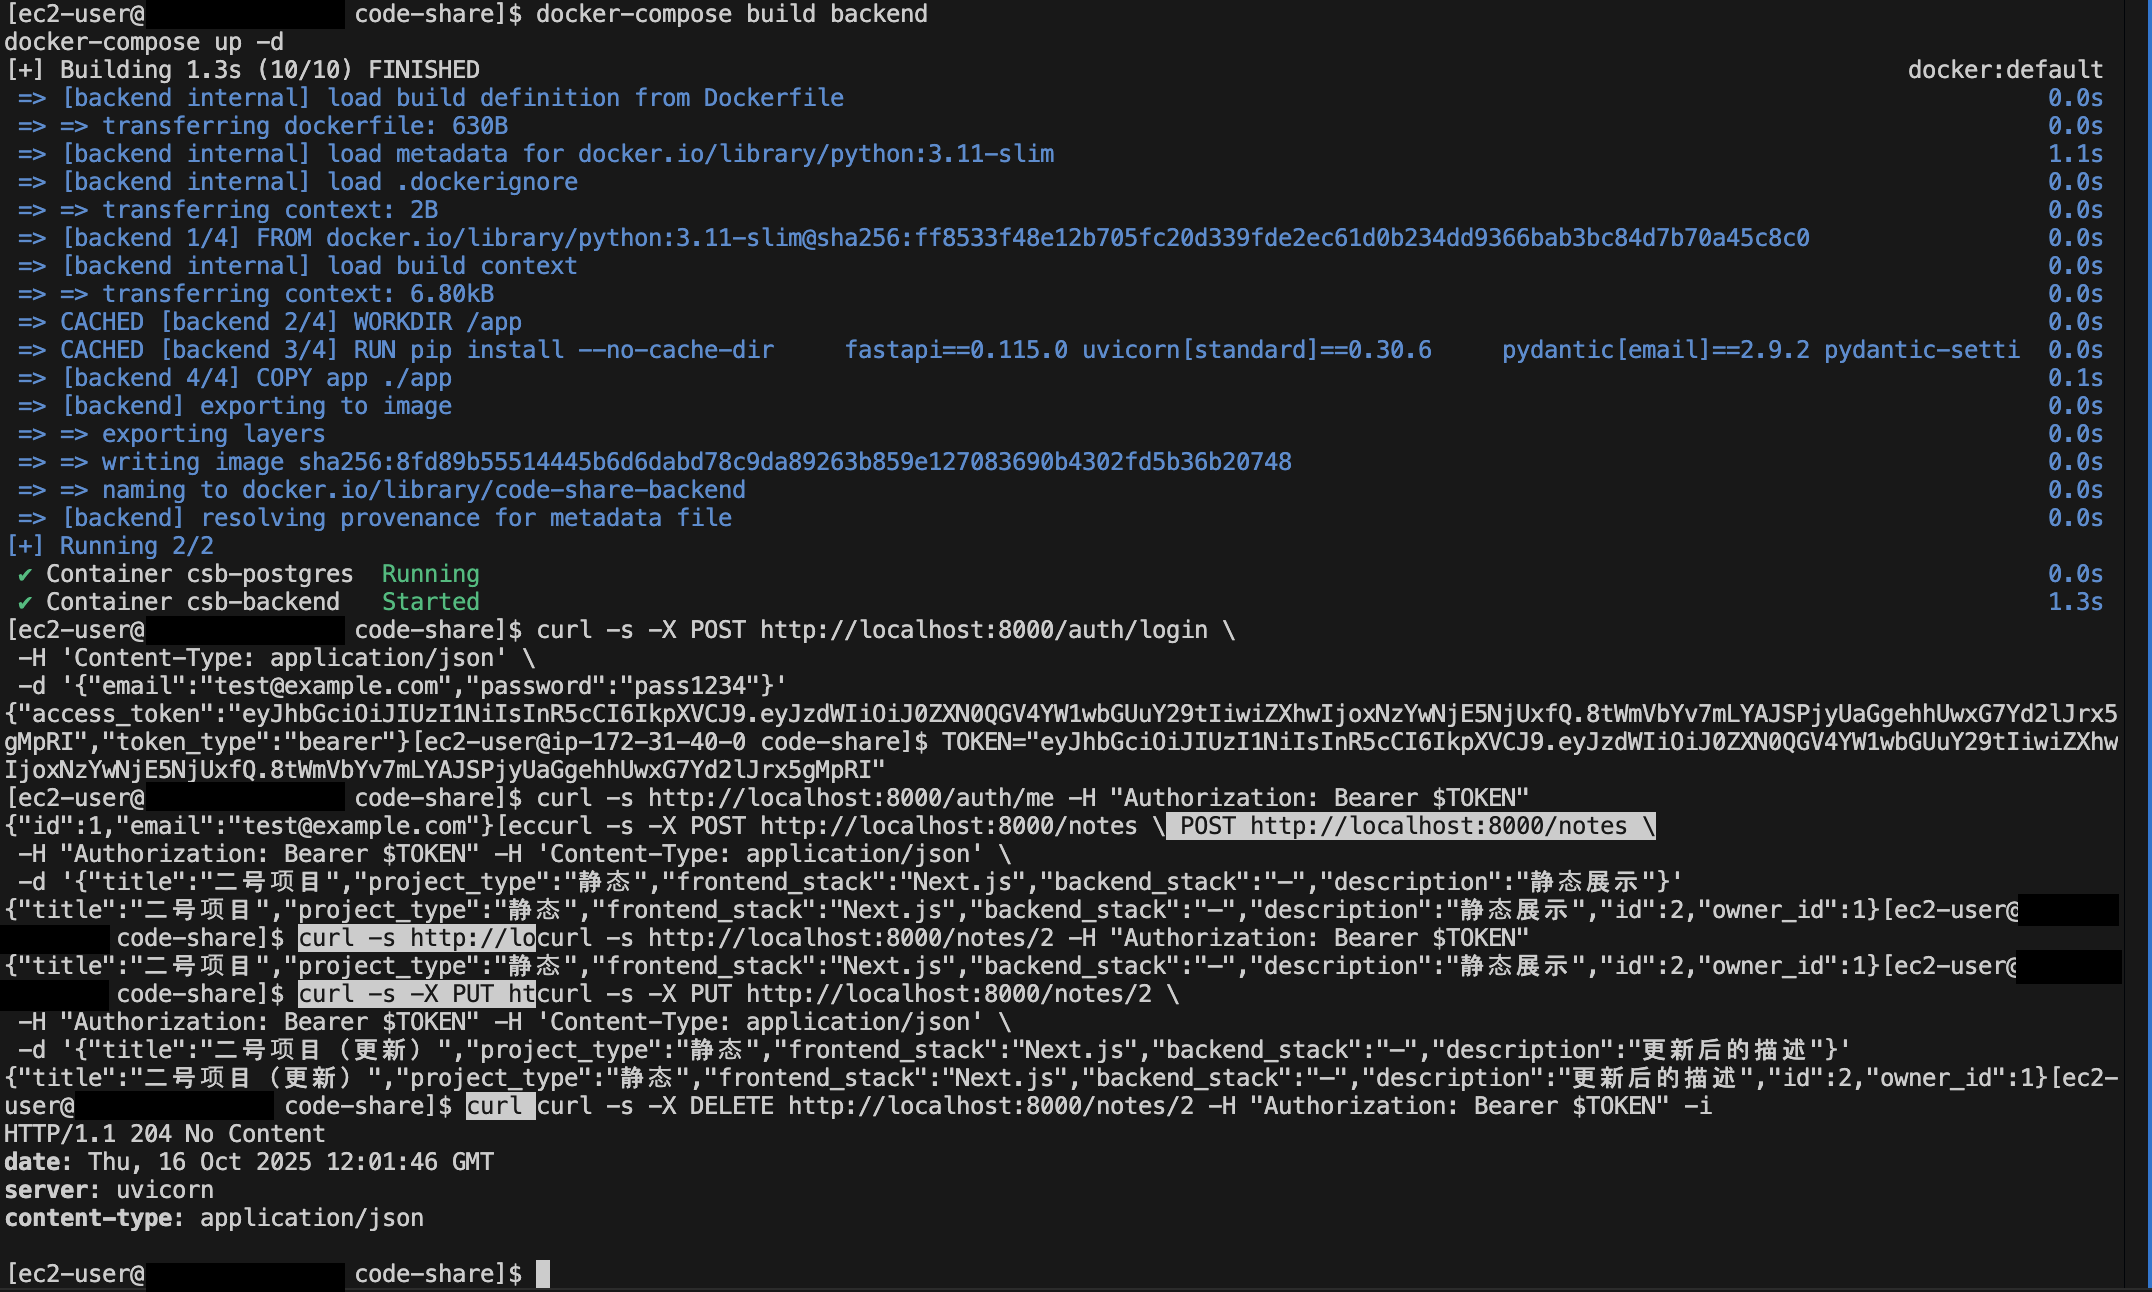 [ec2-user@ code-share]$ docker-compose build backend
docker-compose up -d
[+] Building 1.3s (10/10) FINISHED docker:default
=> [backend internal] load build definition from Dockerfile 0.0s
=> => transferring dockerfile: 630B 0.0s
=> [backend internal] load metadata for docker.io/library/python:3.11-slim 1.1s
=> [backend internal] load .dockerignore 0.0s
=> => transferring context: 2B 0.0s
=> [backend 1/4] FROM docker.io/library/python:3.11-slim@sha256:ff8533f48e12b705fc20d339fde2ec61d0b234dd9366bab3bc84d7b70a45c8c0 0.0s
=> [backend internal] load build context 0.0s
=> => transferring context: 6.80kB 0.0s
=> CACHED [backend 2/4] WORKDIR /app 0.0s
=> CACHED [backend 3/4] RUN pip install --no-cache-dir     fastapi==0.115.0 uvicorn[standard]==0.30.6     pydantic[email]==2.9.2 pydantic-setti 0.0s
=> [backend 4/4] COPY app ./app 0.1s
=> [backend] exporting to image 0.0s
=> => exporting layers 0.0s
=> => writing image sha256:8fd89b55514445b6d6dabd78c9da89263b859e127083690b4302fd5b36b20748 0.0s
=> => naming to docker.io/library/code-share-backend 0.0s
=> [backend] resolving provenance for metadata file 0.0s
[+] Running 2/2
✔ Container csb-postgres  Running 0.0s
✔ Container csb-backend   Started 1.3s
[ec2-user@ code-share]$ curl -s -X POST http://localhost:8000/auth/login \
-H 'Content-Type: application/json' \
-d '{"email":"test@example.com","password":"pass1234"}'
{"access_token":"eyJhbGciOiJIUzI1NiIsInR5cCI6IkpXVCJ9.eyJzdWIiOiJ0ZXN0QGV4YW1wbGUuY29tIiwiZXhwIjoxNzYwNjE5NjUxfQ.8tWmVbYv7mLYAJSPjyUaGgehhUwxG7Yd2lJrx5
gMpRI","token_type":"bearer"}[ec2-user@ip-172-31-40-0 code-share]$ TOKEN="eyJhbGciOiJIUzI1NiIsInR5cCI6IkpXVCJ9.eyJzdWIiOiJ0ZXN0QGV4YW1wbGUuY29tIiwiZXhw
IjoxNzYwNjE5NjUxfQ.8tWmVbYv7mLYAJSPjyUaGgehhUwxG7Yd2lJrx5gMpRI"
[ec2-user@ code-share]$ curl -s http://localhost:8000/auth/me -H "Authorization: Bearer $TOKEN"
{"id":1,"email":"test@example.com"}[eccurl -s -X POST http://localhost:8000/notes \ POST http://localhost:8000/notes \
-H "Authorization: Bearer $TOKEN" -H 'Content-Type: application/json' \
-d '{"title":"二号项目","project_type":"静态","frontend_stack":"Next.js","backend_stack":"—","description":"静态展示"}'
{"title":"二号项目","project_type":"静态","frontend_stack":"Next.js","backend_stack":"—","description":"静态展示","id":2,"owner_id":1}[ec2-user@
code-share]$ curl -s http://locurl -s http://localhost:8000/notes/2 -H "Authorization: Bearer $TOKEN"
{"title":"二号项目","project_type":"静态","frontend_stack":"Next.js","backend_stack":"—","description":"静态展示","id":2,"owner_id":1}[ec2-user@
code-share]$ curl -s -X PUT htcurl -s -X PUT http://localhost:8000/notes/2 \
-H "Authorization: Bearer $TOKEN" -H 'Content-Type: application/json' \
-d '{"title":"二号项目（更新）","project_type":"静态","frontend_stack":"Next.js","backend_stack":"—","description":"更新后的描述"}'
{"title":"二号项目（更新）","project_type":"静态","frontend_stack":"Next.js","backend_stack":"—","description":"更新后的描述","id":2,"owner_id":1}[ec2-
user@ code-share]$ curl curl -s -X DELETE http://localhost:8000/notes/2 -H "Authorization: Bearer $TOKEN" -i
HTTP/1.1 204 No Content
date: Thu, 16 Oct 2025 12:01:46 GMT
server: uvicorn
content-type: application/json
[ec2-user@ code-share]$